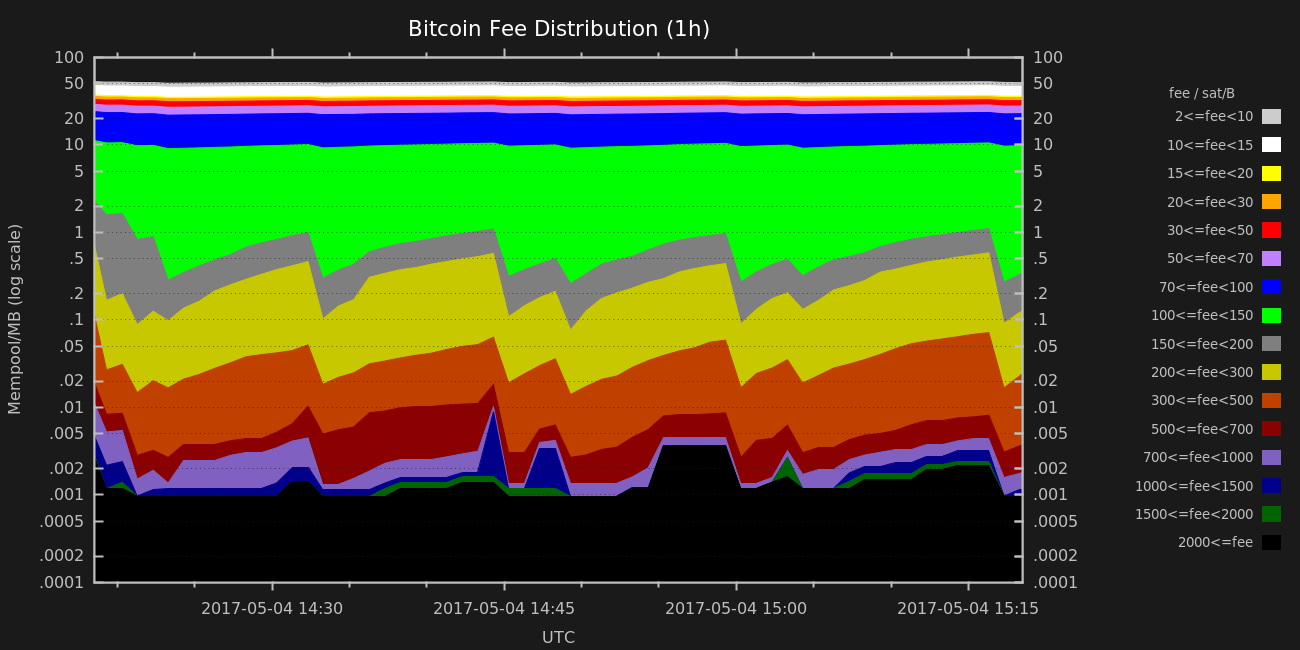 Bitcoin Fee Distribution (1h)
100
50
20
10
5
2
1
.5
.2
.1
.05
.02
.01
.005
.002
.001
.0005
.0002
.0001
Mempool/MB (log scale)
100
50
20
10
5
2
1
.5
.2
.1
.05
.02
.01
.005
.002
.001
.0005
.0002
.0001
2017-05-04 14:30
2017-05-04 14:45
2017-05-04 15:00
2017-05-04 15:15
UTC
fee / sat/B
2<=fee<10
10<=fee<15
15<=fee<20
20<=fee<30
30<=fee<50
50<=fee<70
70<=fee<100
100<=fee<150
150<=fee<200
200<=fee<300
300<=fee<500
500<=fee<700
700<=fee<1000
1000<=fee<1500
1500<=fee<2000
2000<=fee